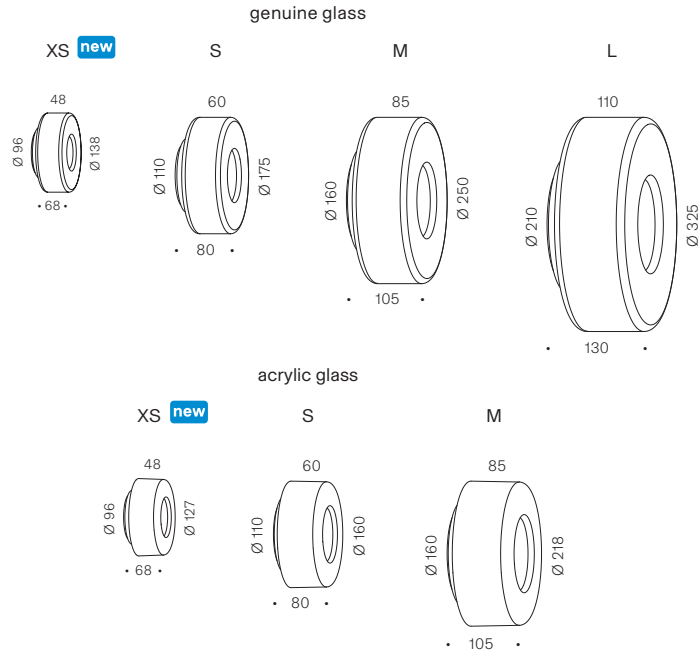 genuine glass
XS new S M L
48 60 85 110
Ø 96 Ø 138 Ø 110 Ø 175 Ø 160 Ø 250 Ø 210 Ø 325
• 68 •
• 80 •
• 105 •
• 130 •
acrylic glass
XS new S M
48 60 85
Ø 96 Ø 127 Ø 110 Ø 160 Ø 160 Ø 218
• 68 •
• 80 •
• 105 •